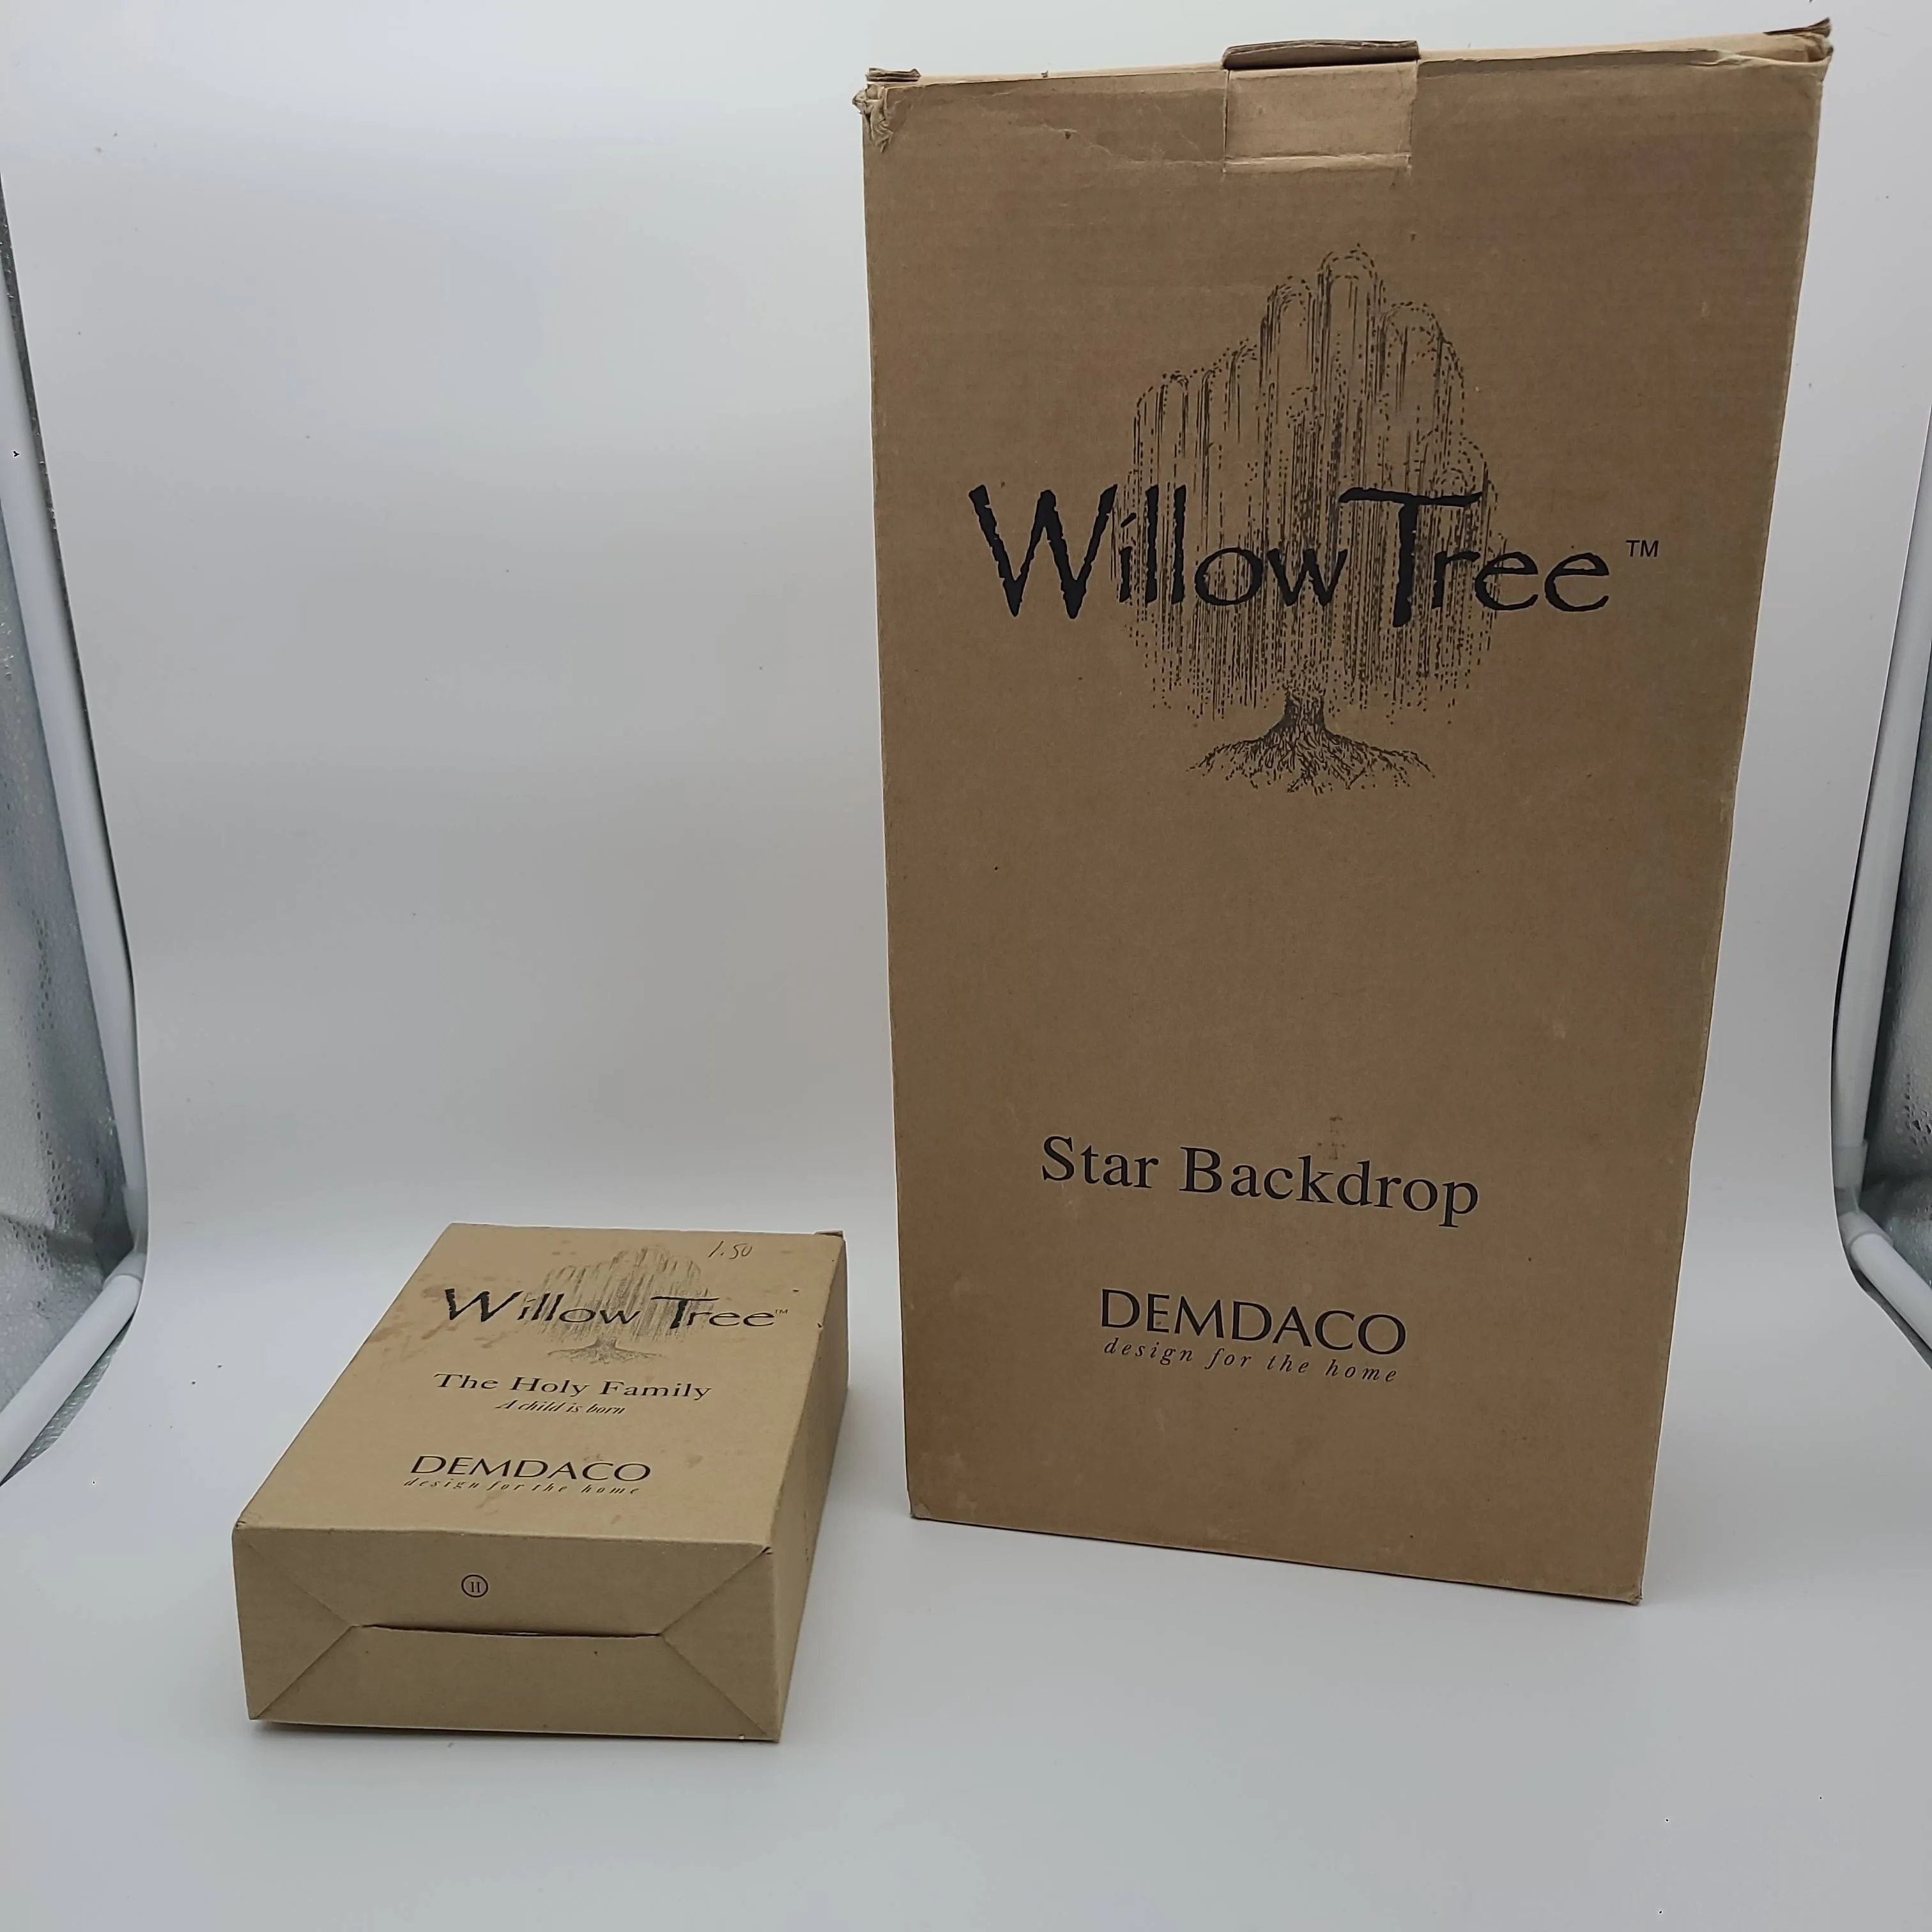 1.50
Willow Tree™
The Holy Family
A child is born
DEMDACO
design for the home
11
Willow Tree™
Star Backdrop
DEMDACO
design for the home